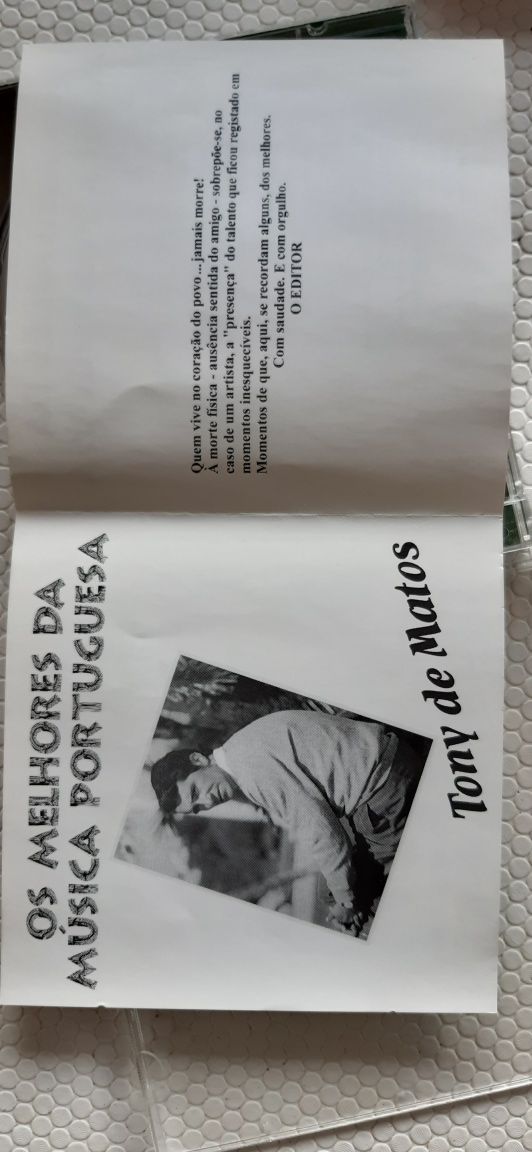 Quem vive no coração do povo...jamais morre!
À morte física - ausência sentida do amigo - sobrepõe-se, no
caso de um artista, a "presença" do talento que ficou registado em
momentos inesquecíveis.
Momentos de que, aqui, se recordam alguns, dos melhores.
Com saudade. E com orgulho.
O EDITOR
OS MELHORES DA
MÚSICA PORTUGUESA
Tony de Matos